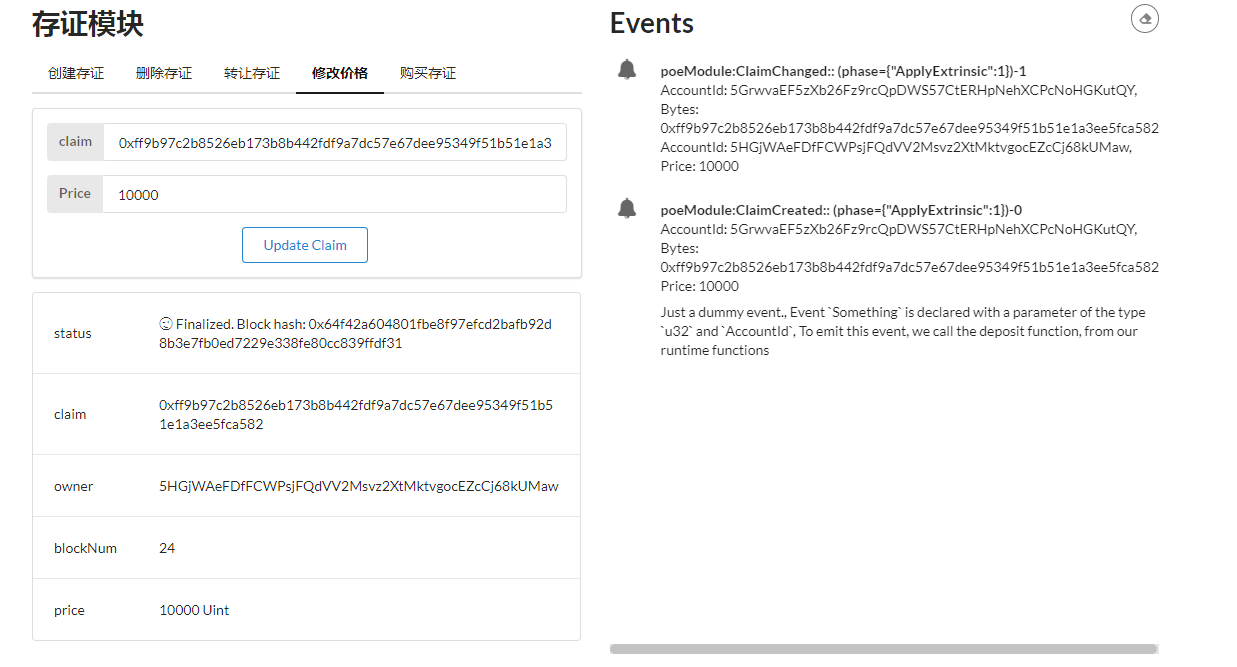 存证模块
创建存证 删除存证 转让存证 修改价格 购买存证
claim 0xff9b97c2b8526eb173b8b442fdf9a7dc57e67dee95349f51b51e1a3
Price 10000
Update Claim
status Finalized. Block hash: 0x64f42a604801fbe8f97efcd2bafb92d
8b3e7fb0ed7229e338fe80cc839ffdf31
claim 0xff9b97c2b8526eb173b8b442fdf9a7dc57e67dee95349f51b5
1e1a3ee5fca582
owner 5HGjWAeFDfFCWPsjFQdVV2Msvz2XtMktvgocEZcCj68kUMaw
blockNum 24
price 10000 Uint
Events
poeModule:ClaimChanged:: (phase={"ApplyExtrinsic":1})-1
AccountId: 5GrwvaEF5zXb26Fz9rcQpDWS57CtERHpNehXCPcNoHGKutQY,
Bytes:
0xff9b97c2b8526eb173b8b442fdf9a7dc57e67dee95349f51b51e1a3ee5fca582
AccountId: 5HGjWAeFDfFCWPsjFQdVV2Msvz2XtMktvgocEZcCj68kUMaw,
Price: 10000
poeModule:ClaimCreated:: (phase={"ApplyExtrinsic":1})-0
AccountId: 5GrwvaEF5zXb26Fz9rcQpDWS57CtERHpNehXCPcNoHGKutQY,
Bytes:
0xff9b97c2b8526eb173b8b442fdf9a7dc57e67dee95349f51b51e1a3ee5fca582
Price: 10000
Just a dummy event., Event `Something` is declared with a parameter of the type
`u32` and `AccountId`, To emit this event, we call the deposit function, from our
runtime functions